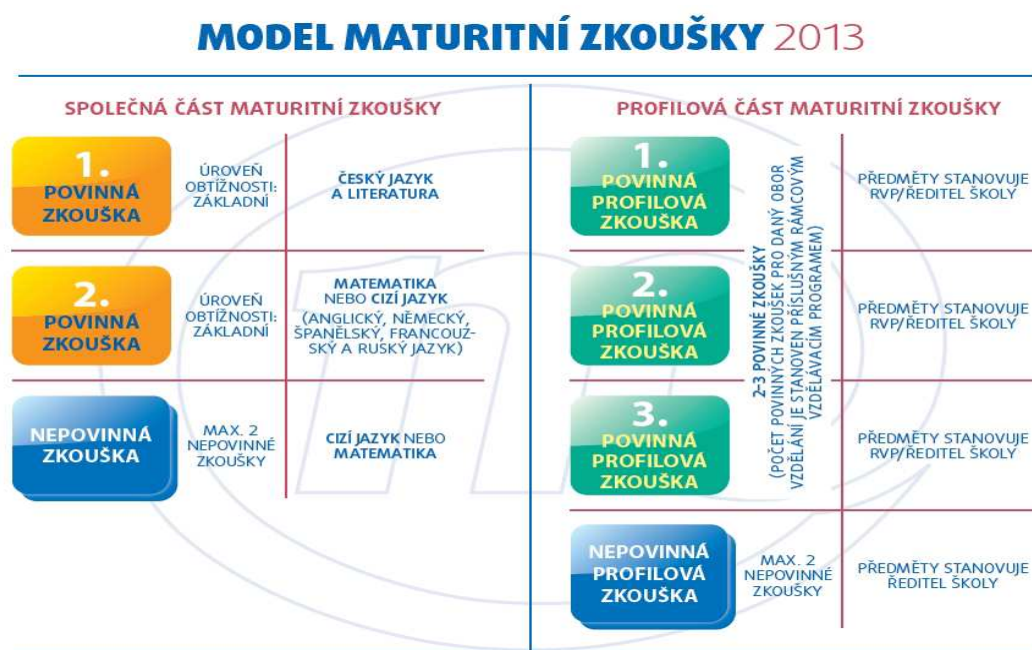 MODEL MATURITNÍ ZKOUŠKY 2013
SPOLEČNÁ ČÁST MATURITNÍ ZKOUŠKY
1.
POVINNÁ
ZKOUŠKA
ÚROVEŇ
OBTÍŽNOSTI:
ZÁKLADNÍ
ČESKÝ JAZYK
A LITERATURA
2.
POVINNÁ
ZKOUŠKA
ÚROVEŇ
OBTÍŽNOSTI:
ZÁKLADNÍ
MATEMATIKA
NEBO CIZÍ JAZYK
(ANGLICKÝ, NĚMECKÝ,
ŠPANĚLSKÝ, FRANCOUZ-
SKÝ A RUSKÝ JAZYK)
NEPOVINNÁ
ZKOUŠKA
MAX. 2
NEPOVINNÉ
ZKOUŠKY
CIZÍ JAZYK NEBO
MATEMATIKA
PROFILOVÁ ČÁST MATURITNÍ ZKOUŠKY
1.
POVINNÁ
PROFILOVÁ
ZKOUŠKA
PŘEDMĚTY STANOVUJE
RVP/ŘEDITEL ŠKOLY
2.
POVINNÁ
PROFILOVÁ
ZKOUŠKA
PŘEDMĚTY STANOVUJE
RVP/ŘEDITEL ŠKOLY
3.
POVINNÁ
PROFILOVÁ
ZKOUŠKA
PŘEDMĚTY STANOVUJE
RVP/ŘEDITEL ŠKOLY
2–3 POVINNÉ ZKOUŠKY
(POČET POVINNÝCH ZKOUŠEK PRO DANÝ OBOR
VZDĚLÁNÍ JE STANOVEN PŘÍSLUŠNÝM RÁMCOVÝM
VZDĚLÁVACÍM PROGRAMEM)
NEPOVINNÁ
PROFILOVÁ
ZKOUŠKA
MAX. 2
NEPOVINNÉ
ZKOUŠKY
PŘEDMĚTY STANOVUJE
ŘEDITEL ŠKOLY